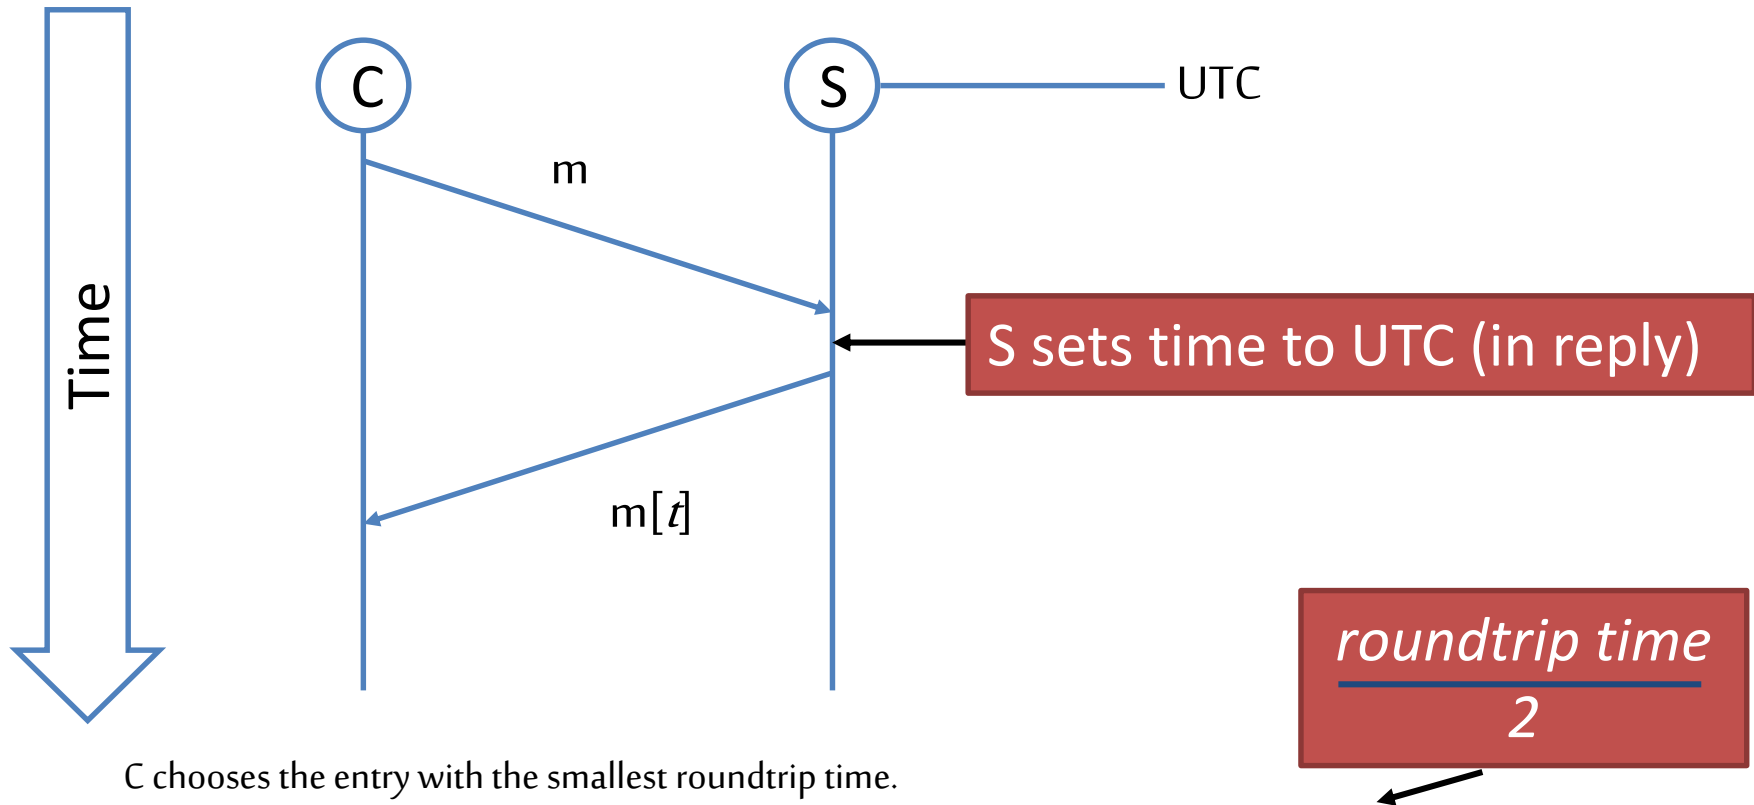 C
S
UTC
m
Time
S sets time to UTC (in reply)
m[t]
roundtrip time
2
C chooses the entry with the smallest roundtrip time.